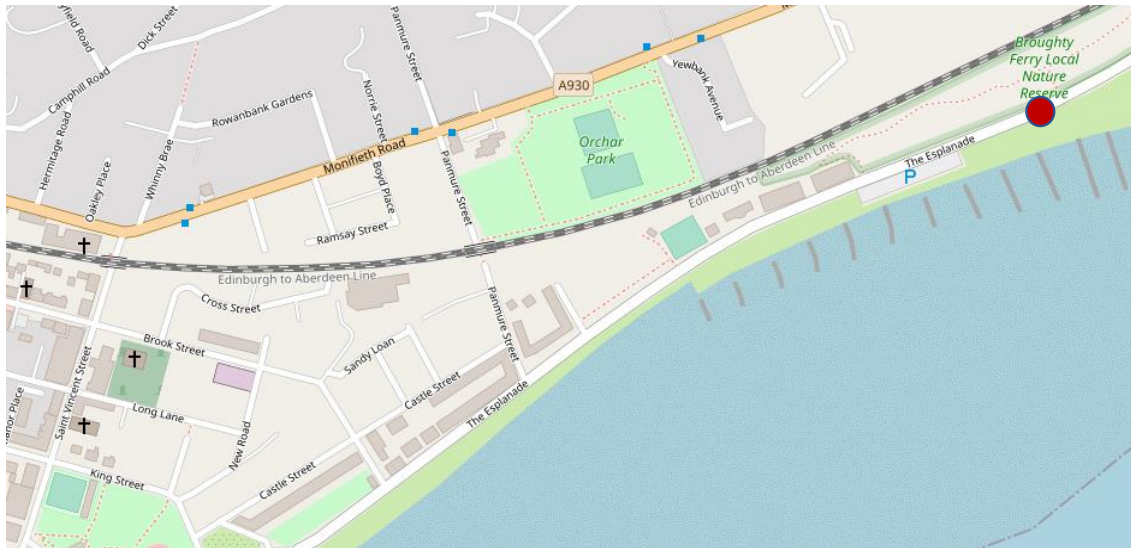 Dick Street
Camphill Road
Hermitage Road
Oakley Place
Whinny Brae
Rowanbank Gardens
Norrie Street
Panmure Street
A930
Yewbank Avenue
Monifieth Road
Boyd Place
Panmure Street
Orchar
Park
Ramsay Street
Edinburgh to Aberdeen Line
Edinburgh to Aberdeen Line
Broughty
Ferry Local
Nature
Reserve
The Esplanade
P
Cross Street
Brook Street
Saint Vincent Street
Sandy Loan
Panmure Street
Castle Street
The Esplanade
Long Lane
New Road
Castle Street
King Street